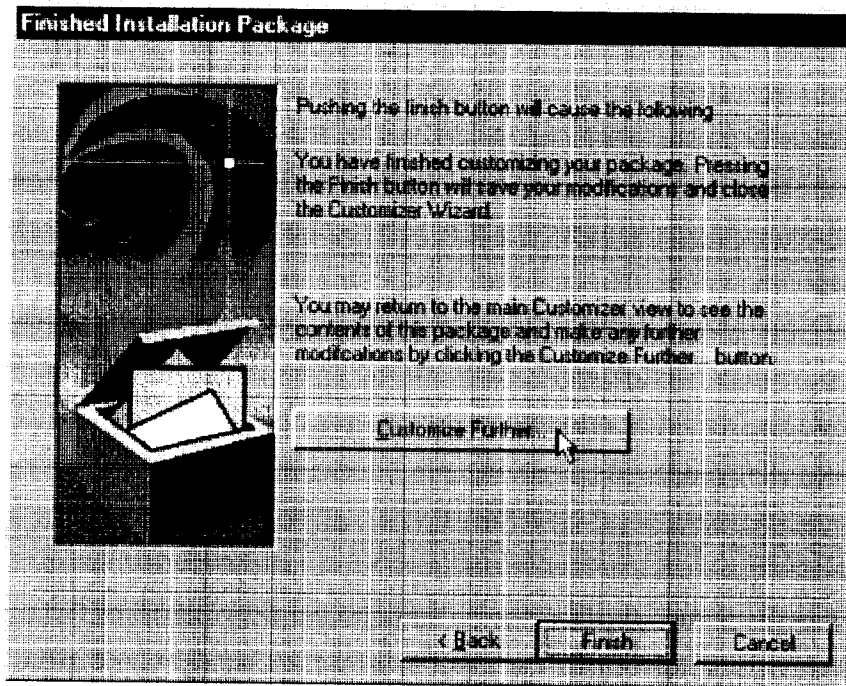 Finished Installation Package
Pushing the finish button will cause the following
You have finished customizing your package. Pressing
the Finish button will save your modifications and close
the Customizer Wizard.
You may return to the main Customizer view to see the
contents of this package and make any further
modifcations by clicking the Customize Further... button.
Customize Further...
< Back
Finish
Cancel